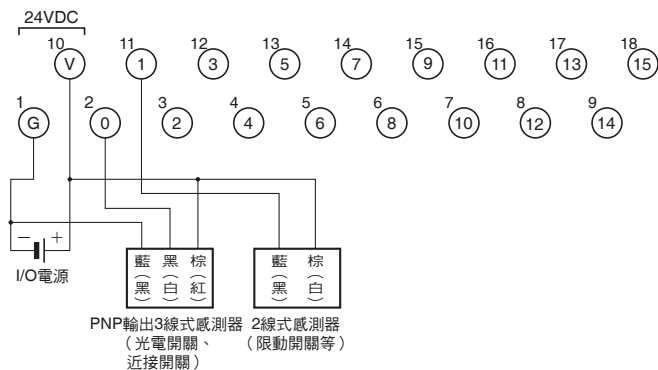 24VDC
10 11 12 13 14 15 16 17 18
V 1 3 5 7 9 11 13 15
1 2 3 4 5 6 7 8 9
G 0 2 4 6 8 10 12 14
− +
I/O電源
藍(黑) 黑(白) 棕(紅)
藍(黑) 棕(白)
PNP輸出3線式感測器
(光電開關、
近接開關)
2線式感測器
(限動開關等)